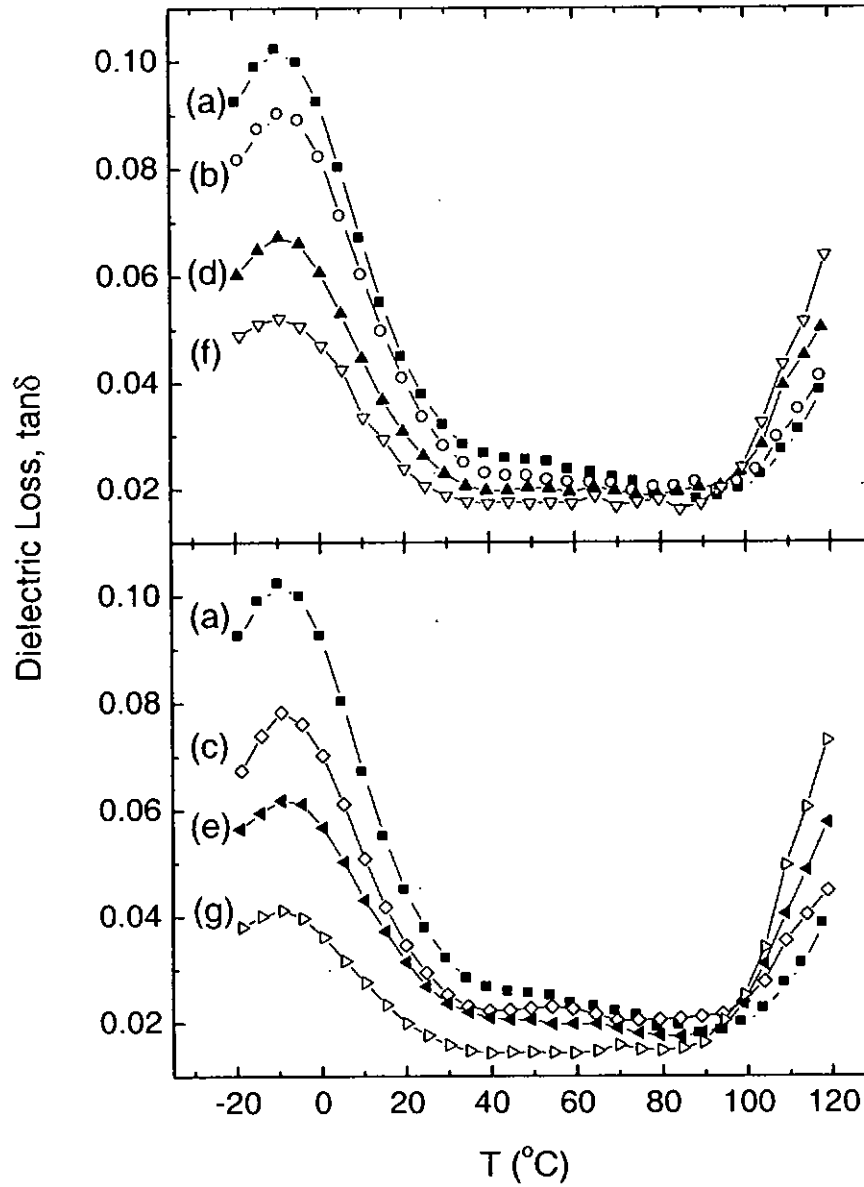 Dielectric Loss, tanδ
0.10
0.08
0.06
0.04
0.02
(a)
(b)
(d)
(f)
0.10
0.08
0.06
0.04
0.02
(a)
(c)
(e)
(g)
-20 0 20 40 60 80 100 120
T (°C)